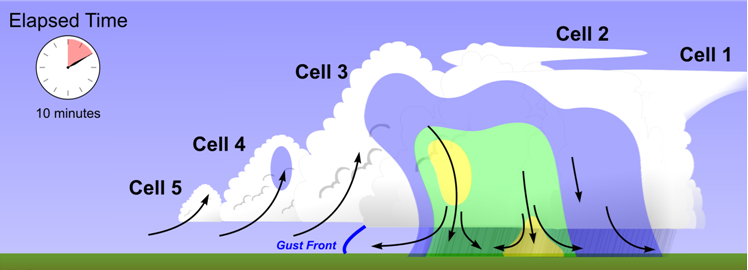 Elapsed Time
10 minutes
Cell 5
Cell 4
Cell 3
Cell 2
Cell 1
Gust Front